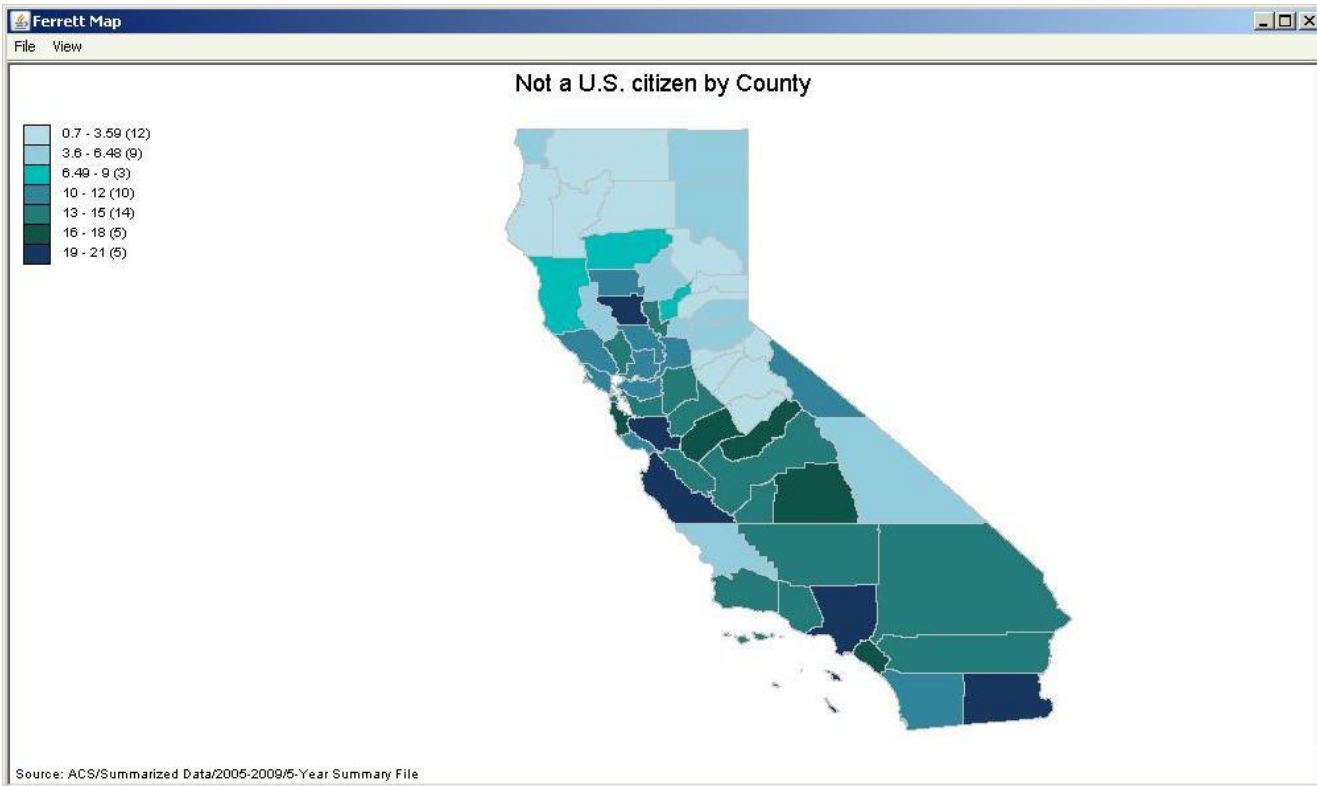 Ferrett Map
File View
Not a U.S. citizen by County
0.7 - 3.59 (12)
3.6 - 6.48 (9)
6.49 - 9 (3)
10 - 12 (10)
13 - 15 (14)
16 - 18 (5)
19 - 21 (5)
Source: ACS/Summarized Data/2005-2009/5-Year Summary File